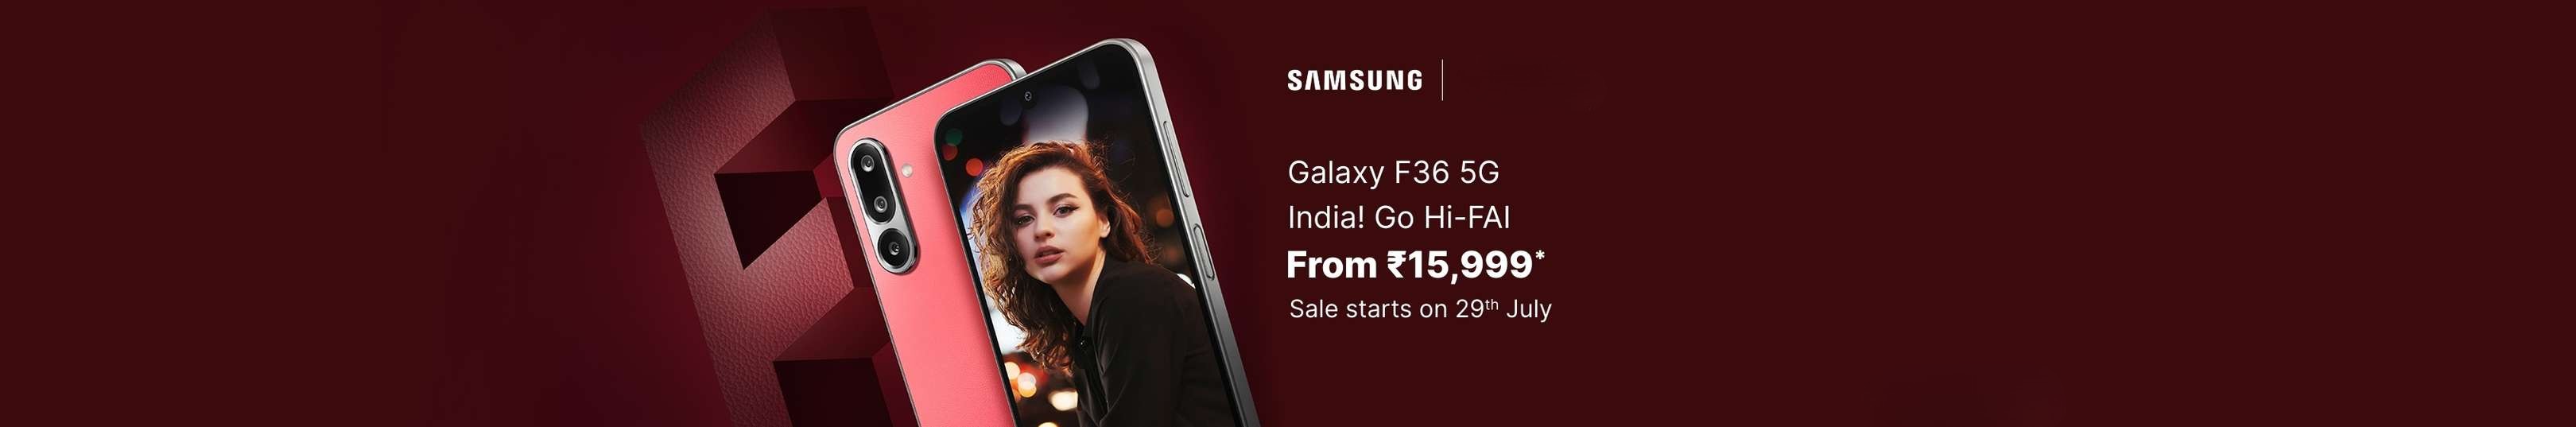 SAMSUNG
Galaxy F36 5G
India! Go Hi-FAI
From ₹15,999*
Sale starts on 29th July